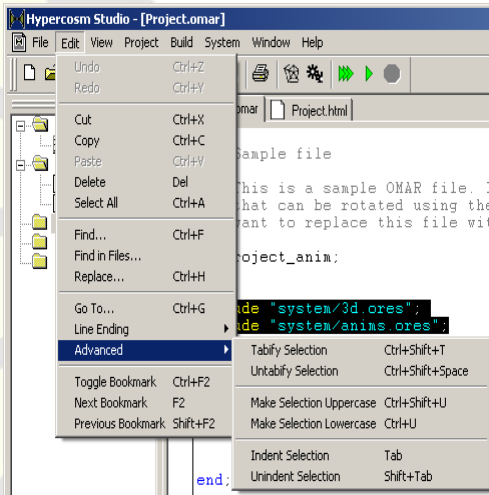 Hypercosm Studio - [Project.omar]
File Edit View Project Build System Window Help
Undo Ctrl+Z
Redo Ctrl+Y
Cut Ctrl+X
Copy Ctrl+C
Paste Ctrl+V
Delete Del
Select All Ctrl+A
Find... Ctrl+F
Find in Files...
Replace... Ctrl+H
Go To... Ctrl+G
Line Ending
Advanced
Toggle Bookmark Ctrl+F2
Next Bookmark F2
Previous Bookmark Shift+F2
Tabify Selection Ctrl+Shift+T
Untabify Selection Ctrl+Shift+Space
Make Selection Uppercase Ctrl+Shift+U
Make Selection Lowercase Ctrl+U
Indent Selection Tab
Unindent Selection Shift+Tab
omar Project.html
Sample file
This is a sample OMAR file. I
that can be rotated using the
want to replace this file wit
roject_anim;
ude "system/3d.ores";
ude "system/anims.ores";
end;